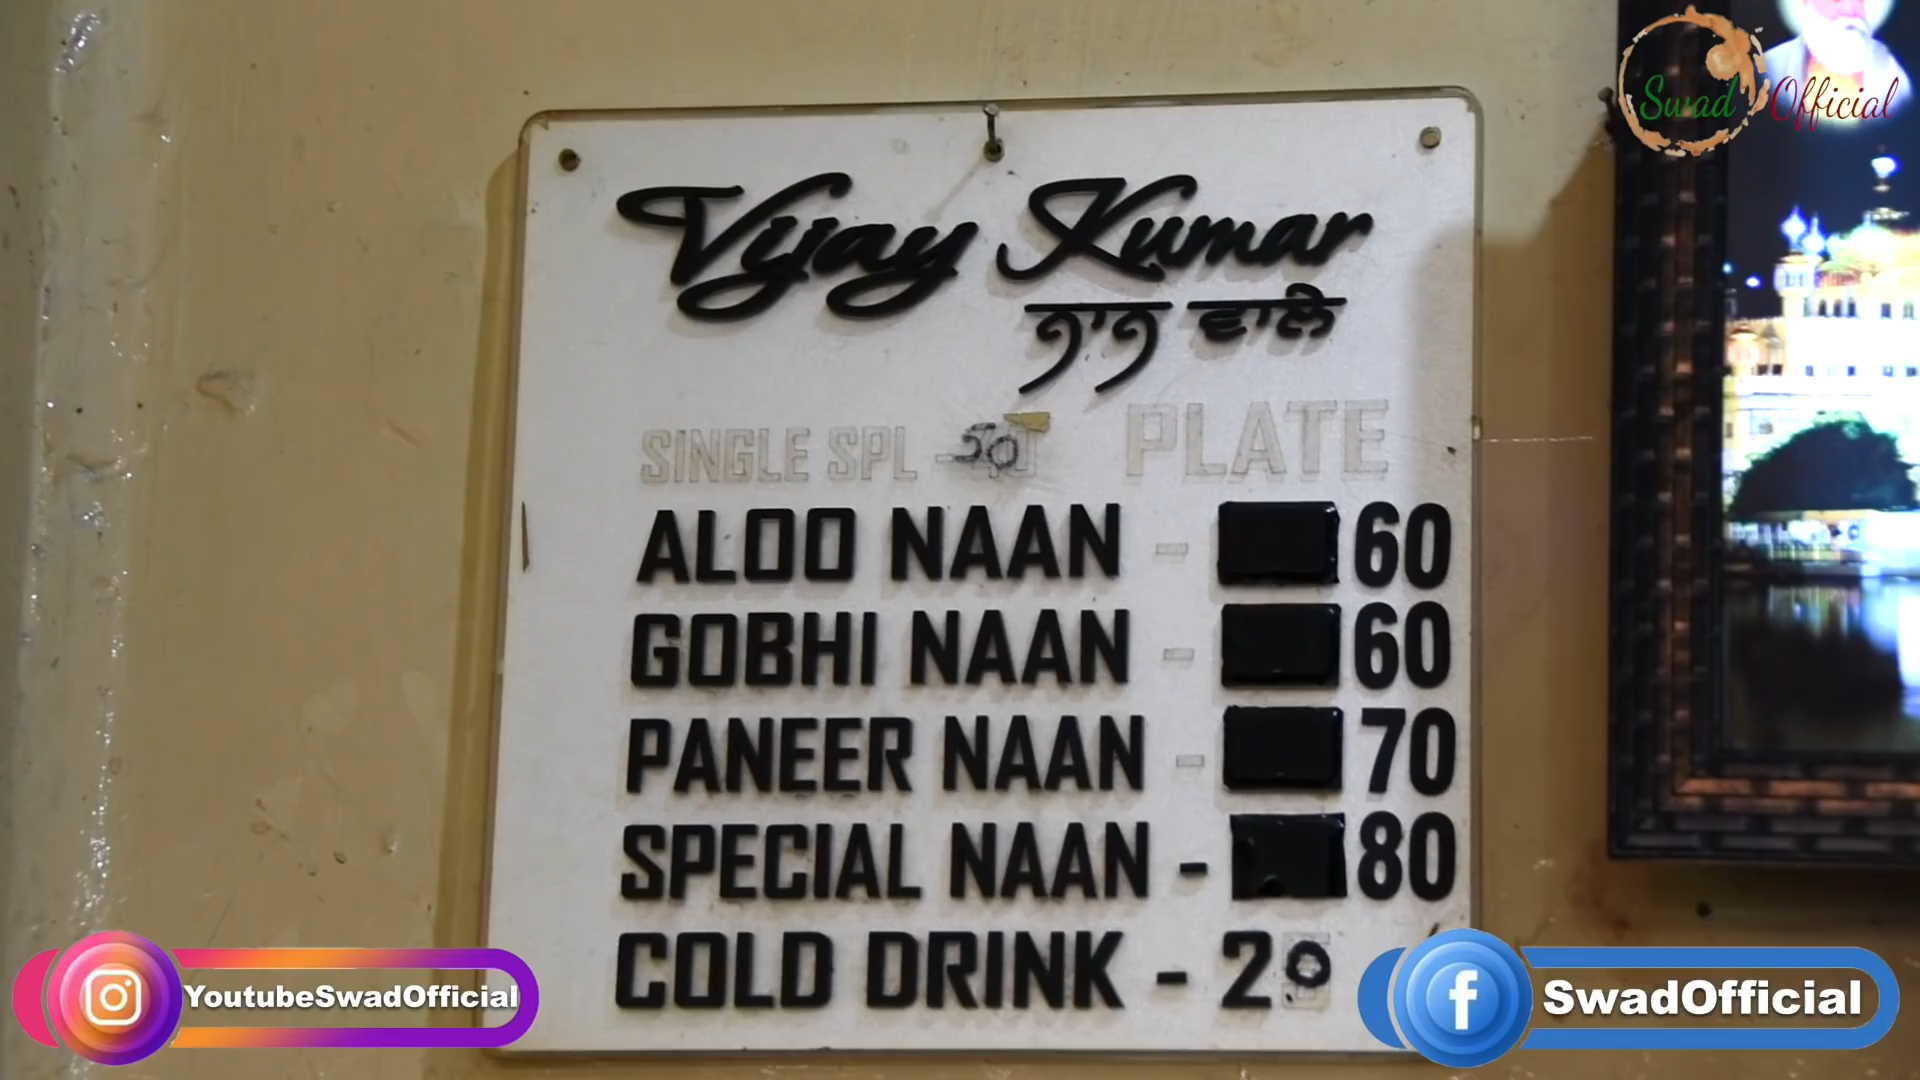 Swad Official
Vijay Kumar
ਨਾਨ ਵਾਲੇ
SINGLE SPL - 50 PLATE
ALOO NAAN - 60
GOBHI NAAN - 60
PANEER NAAN - 70
SPECIAL NAAN - 80
COLD DRINK - 20
YoutubeSwadOfficial
f SwadOfficial